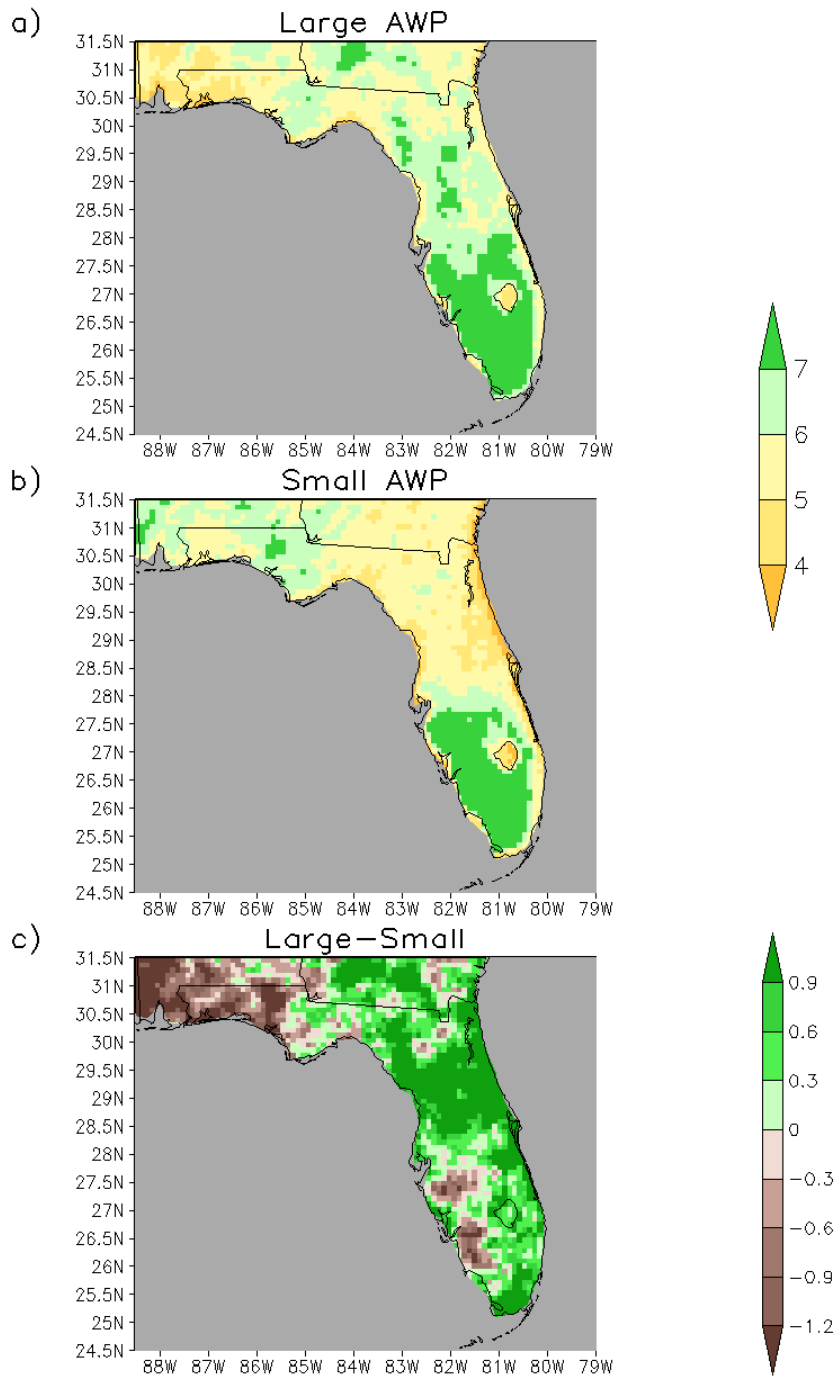 a) Large AWP
31.5N
31N
30.5N
30N
29.5N
29N
28.5N
28N
27.5N
27N
26.5N
26N
25.5N
25N
24.5N
88W 87W 86W 85W 84W 83W 82W 81W 80W 79W
7
6
5
4
b) Small AWP
31.5N
31N
30.5N
30N
29.5N
29N
28.5N
28N
27.5N
27N
26.5N
26N
25.5N
25N
24.5N
88W 87W 86W 85W 84W 83W 82W 81W 80W 79W
c) Large−Small
31.5N
31N
30.5N
30N
29.5N
29N
28.5N
28N
27.5N
27N
26.5N
26N
25.5N
25N
24.5N
88W 87W 86W 85W 84W 83W 82W 81W 80W 79W
0.9
0.6
0.3
0
−0.3
−0.6
−0.9
−1.2